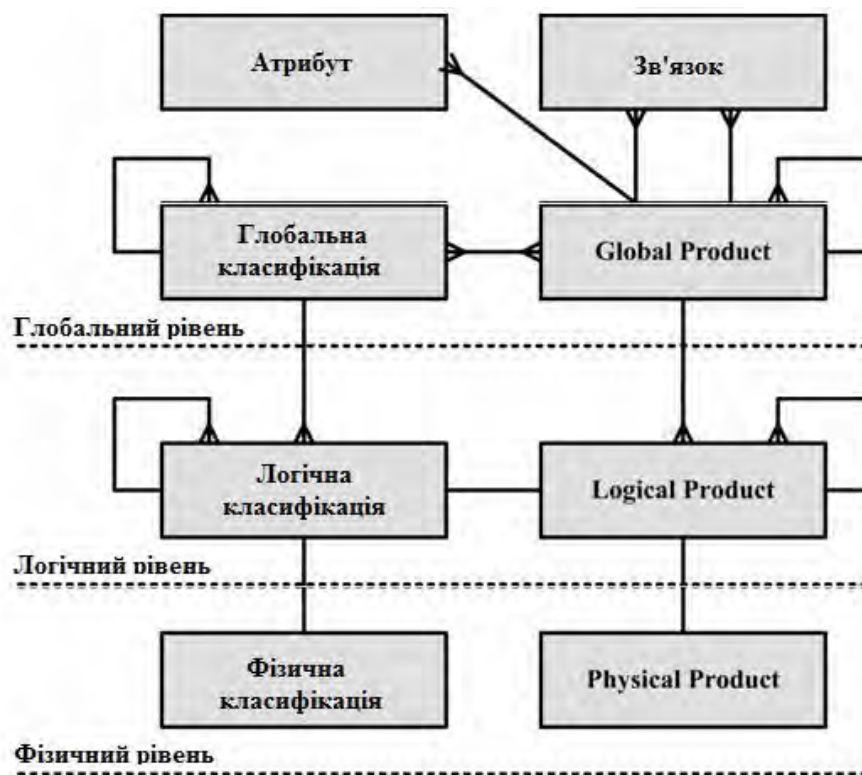 Атрибут
Зв'язок
Глобальна
класифікація
Global Product
Глобальний рівень
Логічна
класифікація
Logical Product
Логічний рівень
Фізична
класифікація
Physical Product
Фізичний рівень